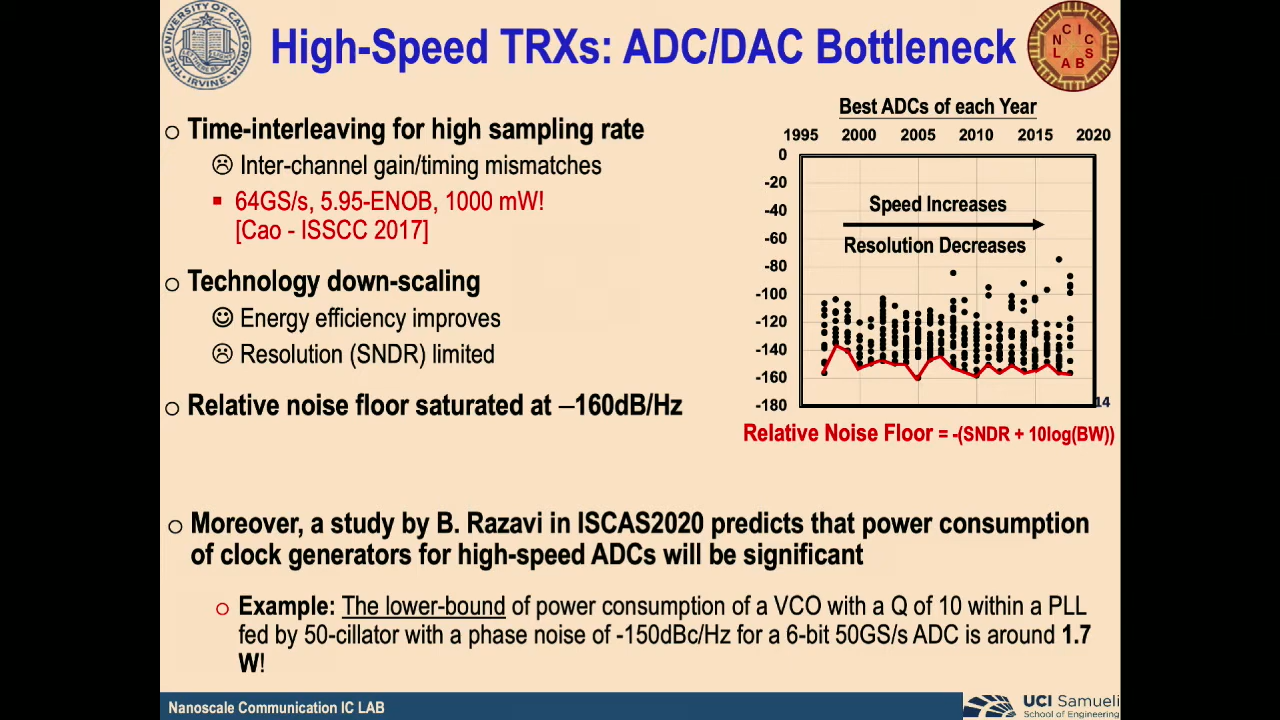 THE UNIVERSITY OF CALIFORNIA IRVINE
High-Speed TRXs: ADC/DAC Bottleneck
N C I C
L A B S
Time-interleaving for high sampling rate
Inter-channel gain/timing mismatches
64GS/s, 5.95-ENOB, 1000 mW!
[Cao - ISSCC 2017]
Technology down-scaling
Energy efficiency improves
Resolution (SNDR) limited
Relative noise floor saturated at –160dB/Hz
Best ADCs of each Year
1995 2000 2005 2010 2015 2020
0
-20
-40
-60
-80
-100
-120
-140
-160
-180
Speed Increases
Resolution Decreases
14
Relative Noise Floor = -(SNDR + 10log(BW))
Moreover, a study by B. Razavi in ISCAS2020 predicts that power consumption
of clock generators for high-speed ADCs will be significant
Example: The lower-bound of power consumption of a VCO with a Q of 10 within a PLL
fed by 50-cillator with a phase noise of -150dBc/Hz for a 6-bit 50GS/s ADC is around 1.7
W!
Nanoscale Communication IC LAB
UCI Samueli
School of Engineering